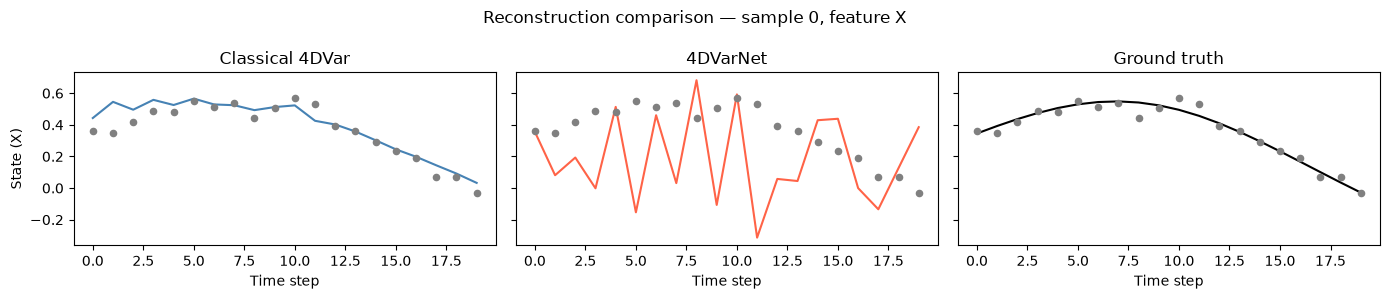 Reconstruction comparison — sample 0, feature X
Classical 4DVar
4DVarNet
Ground truth
State (X)
0.6
0.4
0.2
0.0
−0.2
0.0 2.5 5.0 7.5 10.0 12.5 15.0 17.5
0.0 2.5 5.0 7.5 10.0 12.5 15.0 17.5
0.0 2.5 5.0 7.5 10.0 12.5 15.0 17.5
Time step
Time step
Time step